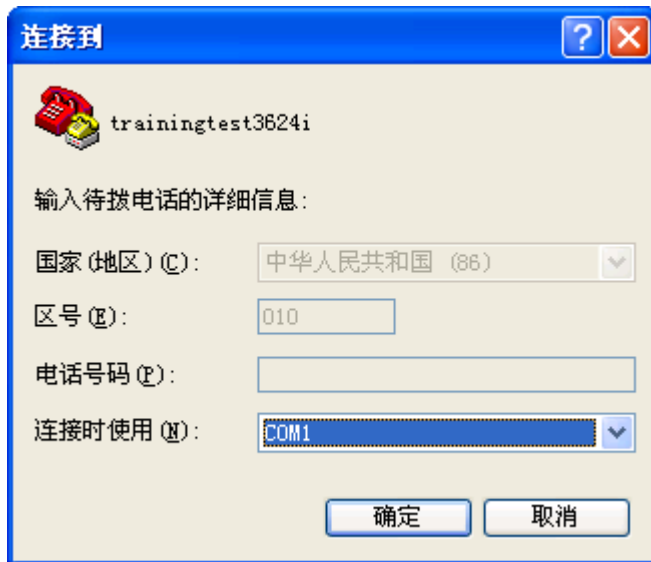 连接到
trainingtest3624i
输入待拨电话的详细信息:
国家(地区)(C): 中华人民共和国 (86)
区号(E): 010
电话号码(P):
连接时使用(N): COM1
确定 取消